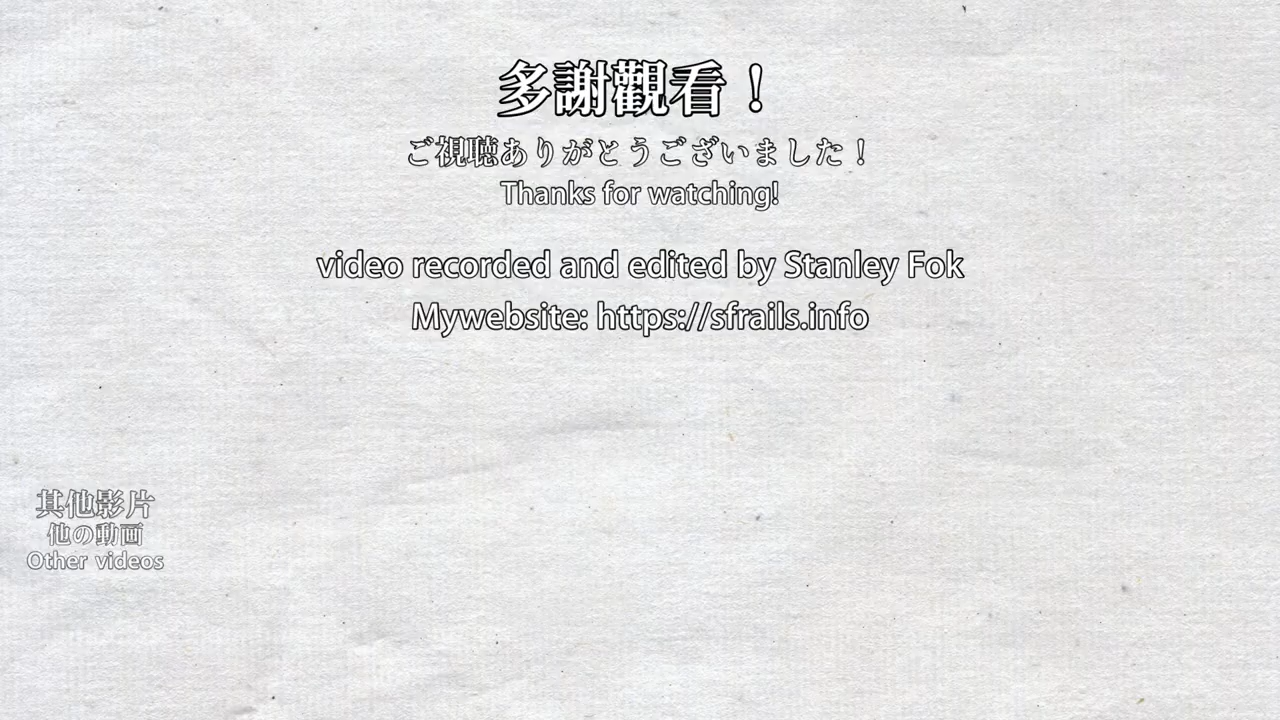 多謝觀看！
ご視聴ありがとうございました！
Thanks for watching!
video recorded and edited by Stanley Fok
Mywebsite: https://sfrails.info
其他影片
他の動画
Other videos